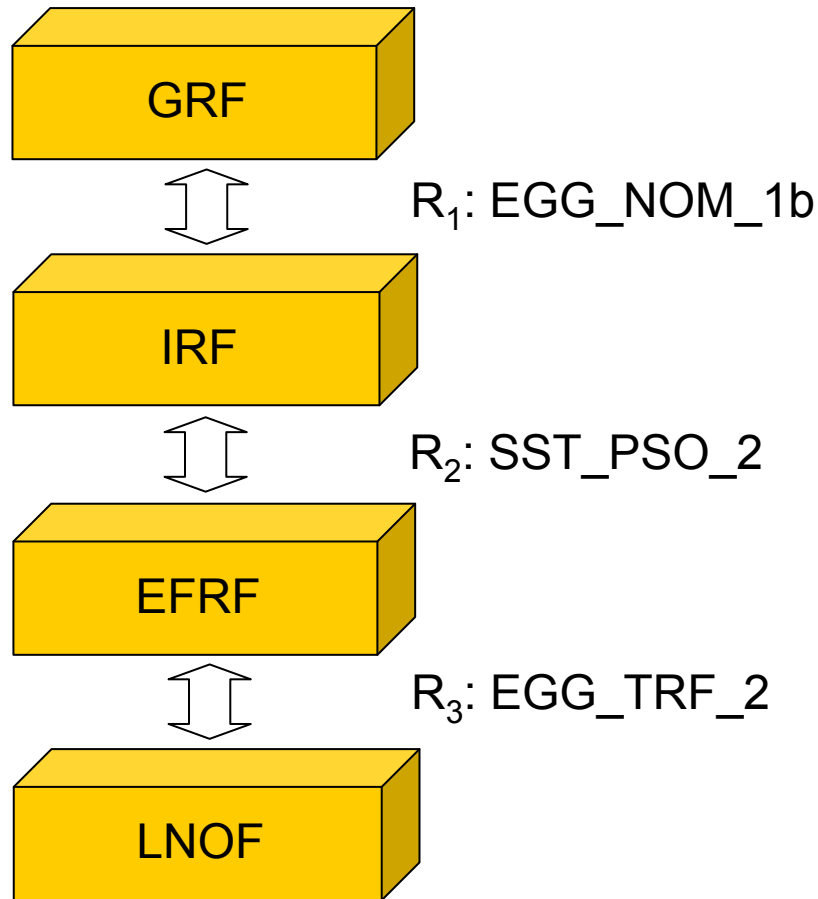 GRF
R₁: EGG_NOM_1b
IRF
R₂: SST_PSO_2
EFRF
R₃: EGG_TRF_2
LNOF